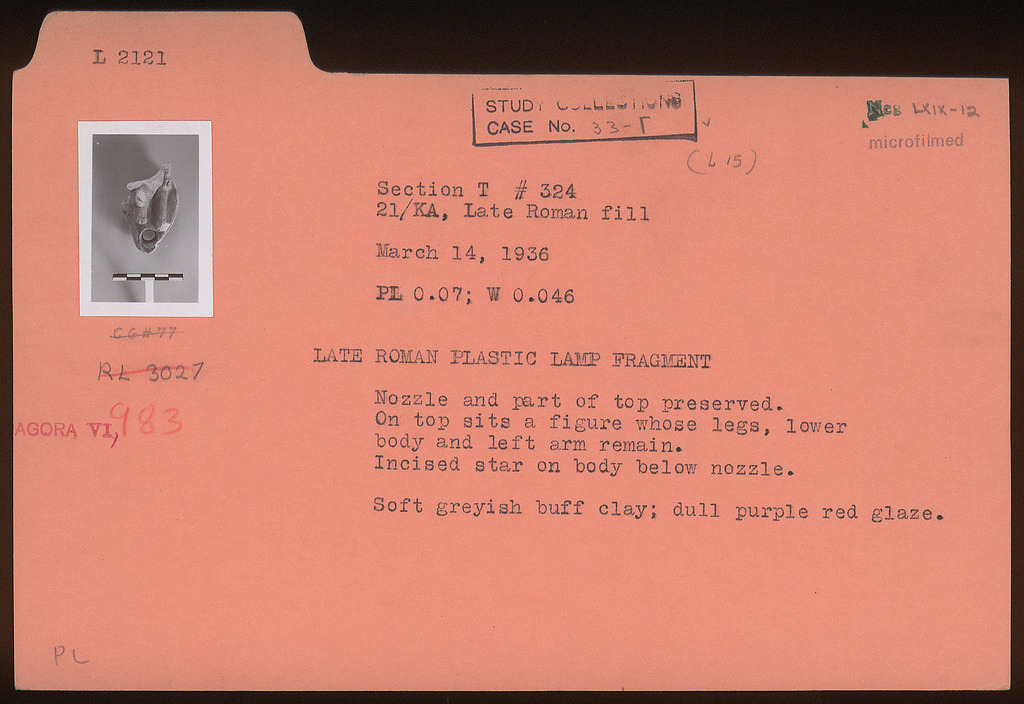 L 2121
STUDY COLLECTIONS
CASE No. 33-Γ
(L 15)
Neg LXIX-12
microfilmed
Section T # 324
21/KA, Late Roman fill
March 14, 1936
PL 0.07; W 0.046
CG#77
RL 3027
AGORA VI, 983
LATE ROMAN PLASTIC LAMP FRAGMENT
Nozzle and part of top preserved.
On top sits a figure whose legs, lower
body and left arm remain.
Incised star on body below nozzle.
Soft greyish buff clay; dull purple red glaze.
PL